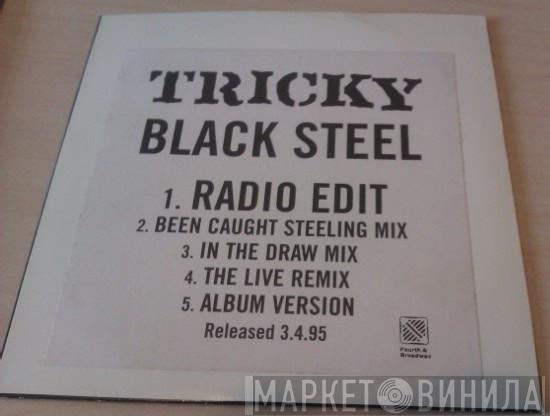 TRICKY
BLACK STEEL
1. RADIO EDIT
2. BEEN CAUGHT STEELING MIX
3. IN THE DRAW MIX
4. THE LIVE REMIX
5. ALBUM VERSION
Released 3.4.95
Fourth &
Broadway
МАРКЕТ ВИНИЛА